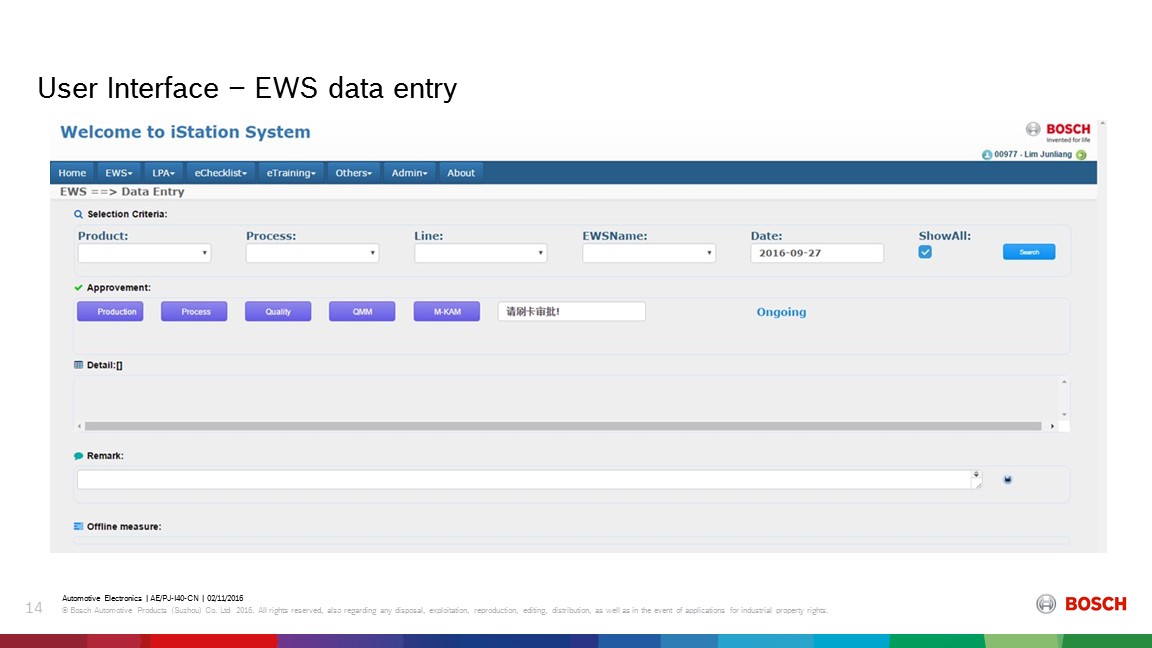 User Interface – EWS data entry
Welcome to iStation System
BOSCH
Invented for life
00977 - Lim Junliang
Home EWS LPA eChecklist eTraining Others Admin About
EWS ==> Data Entry
Selection Criteria:
Product: Process: Line: EWSName: Date: ShowAll:
2016-09-27 Search
Approvement:
Production Process Quality QMM M-KAM 请刷卡审批! Ongoing
Detail:[]
Remark:
Offline measure:
14
Automotive Electronics | AE/PJ-I40-CN | 02/11/2016
© Bosch Automotive Products (Suzhou) Co. Ltd 2016. All rights reserved, also regarding any disposal, exploitation, reproduction, editing, distribution, as well as in the event of applications for industrial property rights.
BOSCH